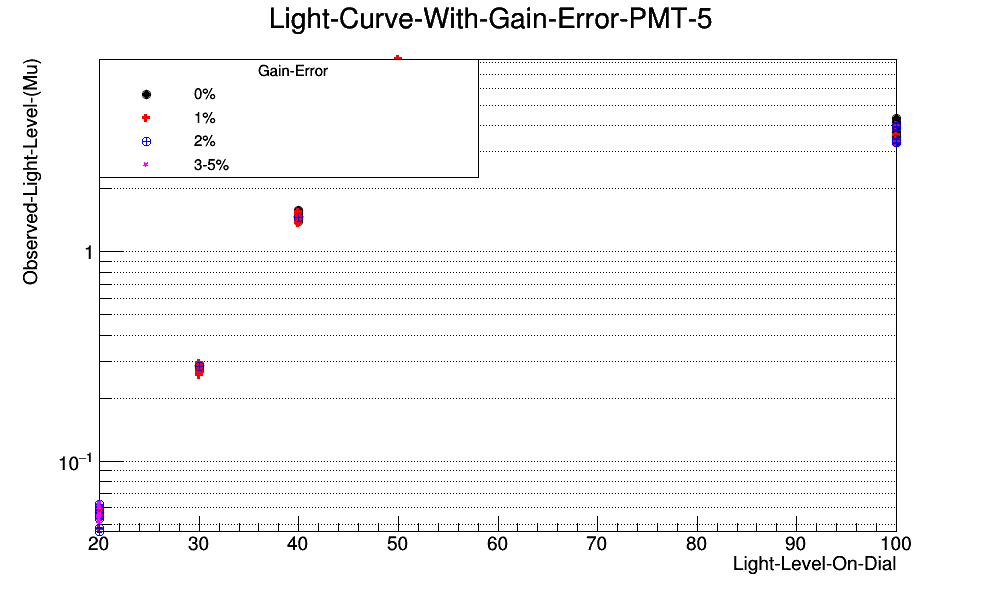 Light-Curve-With-Gain-Error-PMT-5
Observed-Light-Level-(Mu)
Gain-Error
0%
1%
2%
3-5%
1
10⁻¹
20 30 40 50 60 70 80 90 100
Light-Level-On-Dial